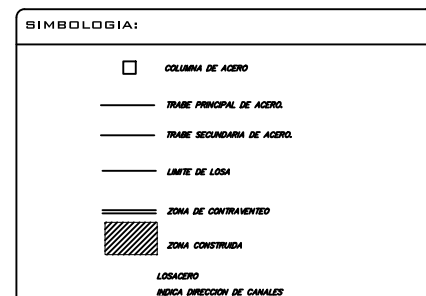 SIMBOLOGIA:
COLUMNA DE ACERO
TRABE PRINCIPAL DE ACERO.
TRABE SECUNDARIA DE ACERO.
LIMITE DE LOSA
ZONA DE CONTRAVENTEO
ZONA CONSTRUIDA
LOSACERO
INDICA DIRECCION DE CANALES